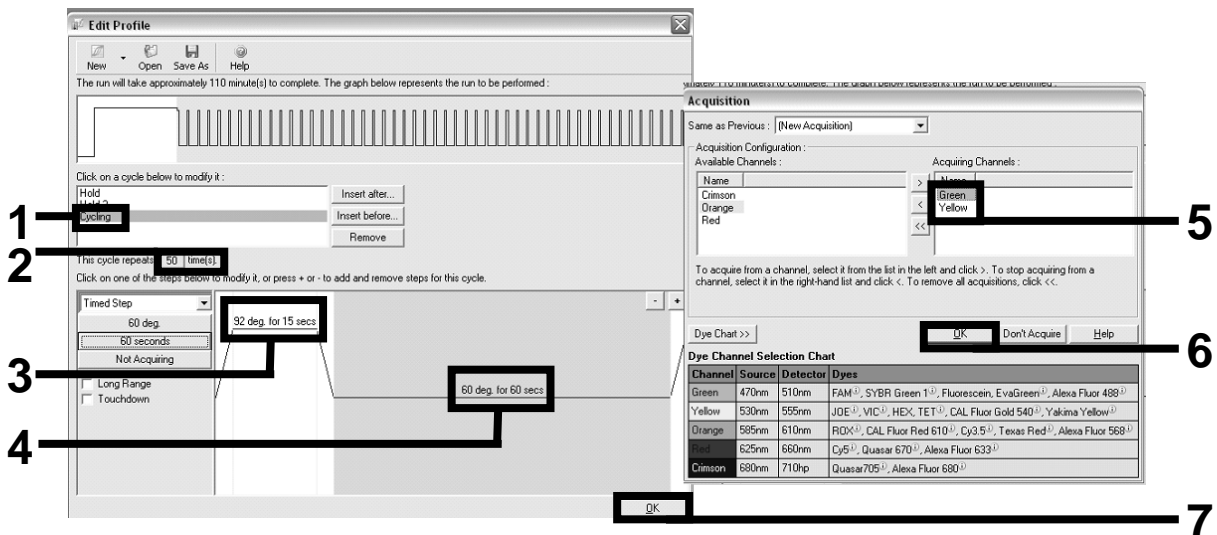 Edit Profile
New Open Save As Help
The run will take approximately 110 minute(s) to complete. The graph below represents the run to be performed :
Click on a cycle below to modify it :
Hold
Hold 2
Cycling
Insert after...
Insert before...
Remove
This cycle repeats 50 time(s).
Click on one of the steps below to modify it, or press + or - to add and remove steps for this cycle.
Timed Step
60 deg.
60 seconds
Not Acquiring
Long Range
Touchdown
92 deg. for 15 secs
60 deg. for 60 secs
- +
OK
1
2
3
4
Acquisition
Same as Previous : (New Acquisition)
Acquisition Configuration :
Available Channels : Acquiring Channels :
Name Name
Crimson
Orange
Red
>
<
<<
Green
Yellow
To acquire from a channel, select it from the list in the left and click >. To stop acquiring from a
channel, select it in the right-hand list and click <. To remove all acquisitions, click <<.
Dye Chart >> OK Don't Acquire Help
Dye Channel Selection Chart
Channel Source Detector Dyes
Green 470nm 510nm FAM, SYBR Green 1, Fluorescein, EvaGreen, Alexa Fluor 488
Yellow 530nm 555nm JOE, VIC, HEX, TET, CAL Fluor Gold 540, Yakima Yellow
Orange 585nm 610nm ROX, CAL Fluor Red 610, Cy3.5, Texas Red, Alexa Fluor 568
Red 625nm 660nm Cy5, Quasar 670, Alexa Fluor 633
Crimson 680nm 710hp Quasar705, Alexa Fluor 680
5
6
7